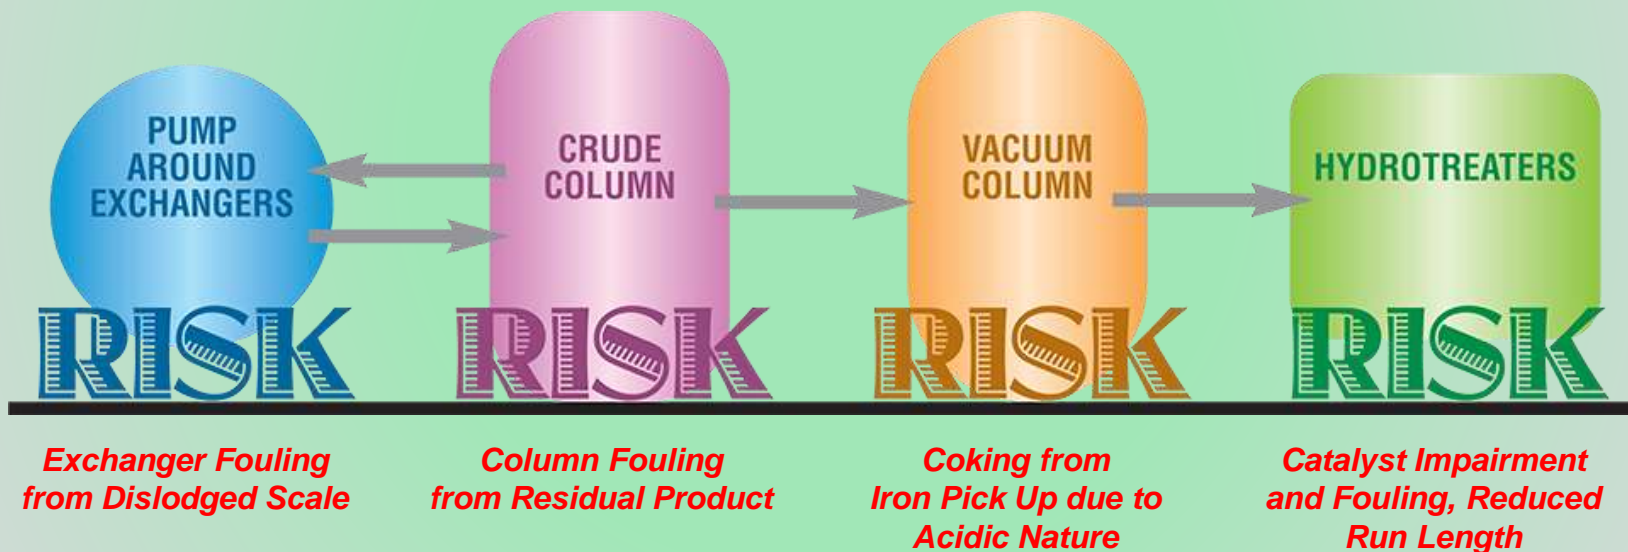 PUMP
AROUND
EXCHANGERS
CRUDE
COLUMN
VACUUM
COLUMN
HYDROTREATERS
RISK
RISK
RISK
RISK
Exchanger Fouling
from Dislodged Scale
Column Fouling
from Residual Product
Coking from
Iron Pick Up due to
Acidic Nature
Catalyst Impairment
and Fouling, Reduced
Run Length